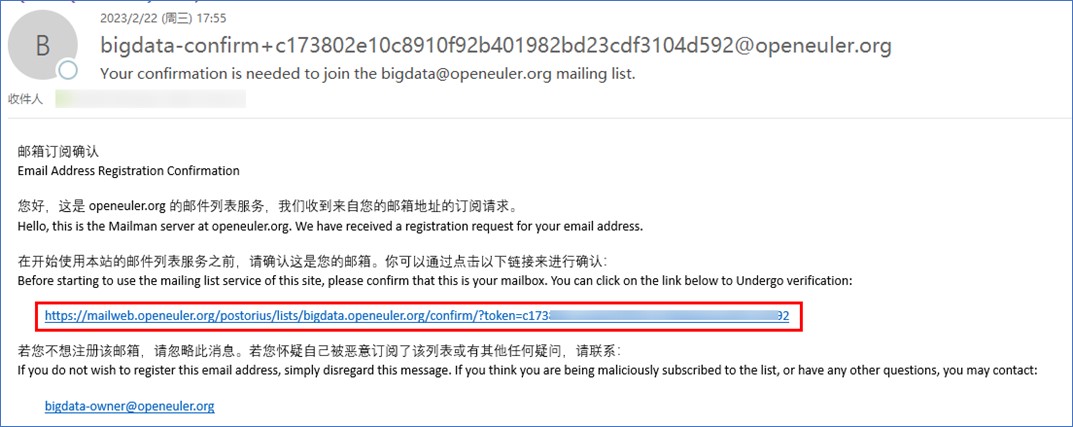 2023/2/22 (周三) 17:55
B
bigdata-confirm+c173802e10c8910f92b401982bd23cdf3104d592@openeuler.org
Your confirmation is needed to join the bigdata@openeuler.org mailing list.
收件人
邮箱订阅确认
Email Address Registration Confirmation
您好，这是 openeuler.org 的邮件列表服务，我们收到来自您的邮箱地址的订阅请求。
Hello, this is the Mailman server at openeuler.org. We have received a registration request for your email address.
在开始使用本站的邮件列表服务之前，请确认这是您的邮箱。你可以通过点击以下链接来进行确认：
Before starting to use the mailing list service of this site, please confirm that this is your mailbox. You can click on the link below to Undergo verification:
https://mailweb.openeuler.org/postorius/lists/bigdata.openeuler.org/confirm/?token=c173 92
若您不想注册该邮箱，请忽略此消息。若您怀疑自己被恶意订阅了该列表或有其他任何疑问，请联系：
If you do not wish to register this email address, simply disregard this message. If you think you are being maliciously subscribed to the list, or have any other questions, you may contact:
bigdata-owner@openeuler.org